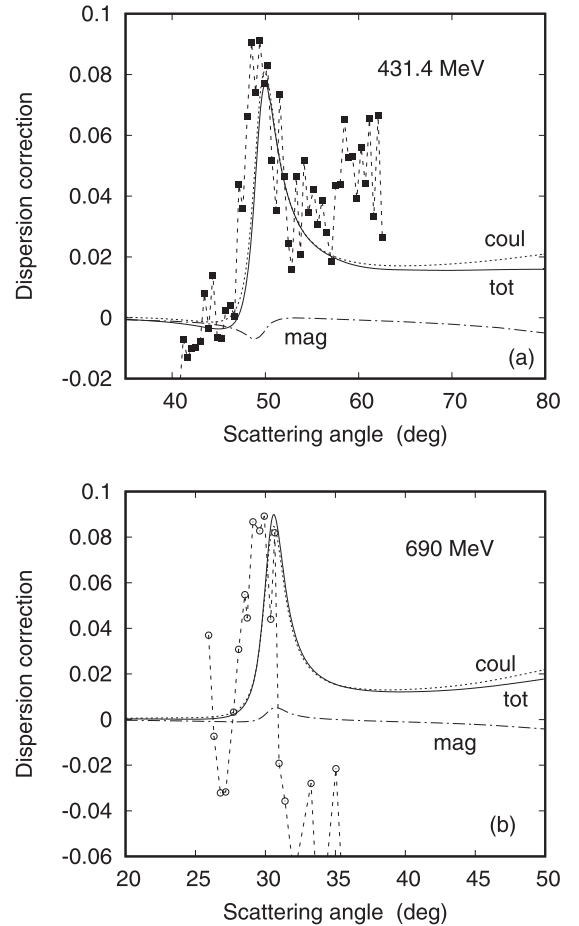 0.1
0.08
0.06
0.04
0.02
0
-0.02
Dispersion correction
431.4 MeV
coul
tot
mag
(a)
40 50 60 70 80
Scattering angle (deg)
0.1
0.08
0.06
0.04
0.02
0
-0.02
-0.04
-0.06
Dispersion correction
690 MeV
coul
tot
mag
(b)
20 25 30 35 40 45 50
Scattering angle (deg)